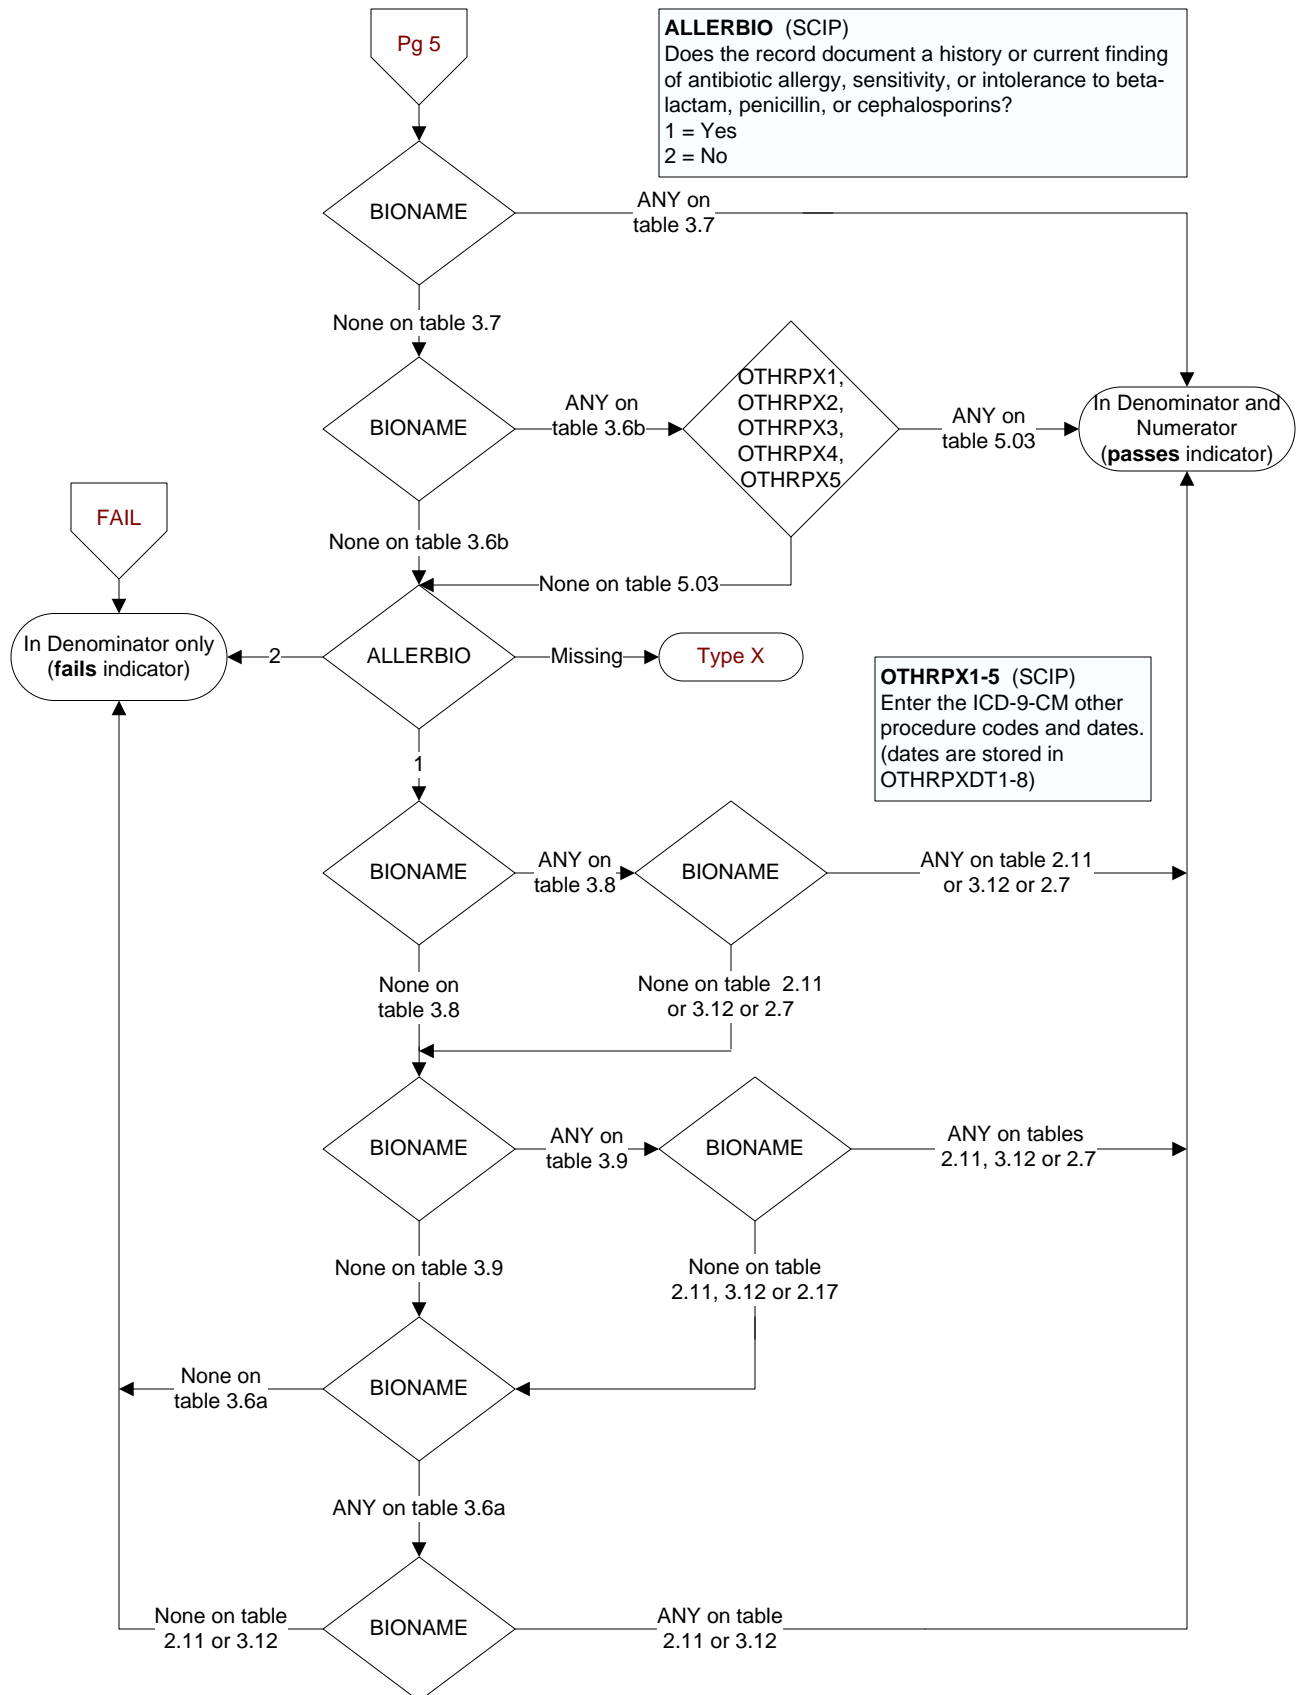 Pg 5
ALLERBIO (SCIP)
Does the record document a history or current finding
of antibiotic allergy, sensitivity, or intolerance to beta-
lactam, penicillin, or cephalosporins?
1 = Yes
2 = No
BIONAME
ANY on
table 3.7
None on table 3.7
BIONAME
ANY on
table 3.6b
OTHRPX1,
OTHRPX2,
OTHRPX3,
OTHRPX4,
OTHRPX5
ANY on
table 5.03
In Denominator and
Numerator
(passes indicator)
FAIL
None on table 3.6b
None on table 5.03
In Denominator only
(fails indicator)
2
ALLERBIO
Missing
Type X
OTHRPX1-5 (SCIP)
Enter the ICD-9-CM other
procedure codes and dates.
(dates are stored in
OTHRPXDT1-8)
1
BIONAME
ANY on
table 3.8
BIONAME
ANY on table 2.11
or 3.12 or 2.7
None on
table 3.8
None on table 2.11
or 3.12 or 2.7
BIONAME
ANY on
table 3.9
BIONAME
ANY on tables
2.11, 3.12 or 2.7
None on table 3.9
None on table
2.11, 3.12 or 2.17
None on
table 3.6a
BIONAME
ANY on table 3.6a
None on table
2.11 or 3.12
BIONAME
ANY on table
2.11 or 3.12